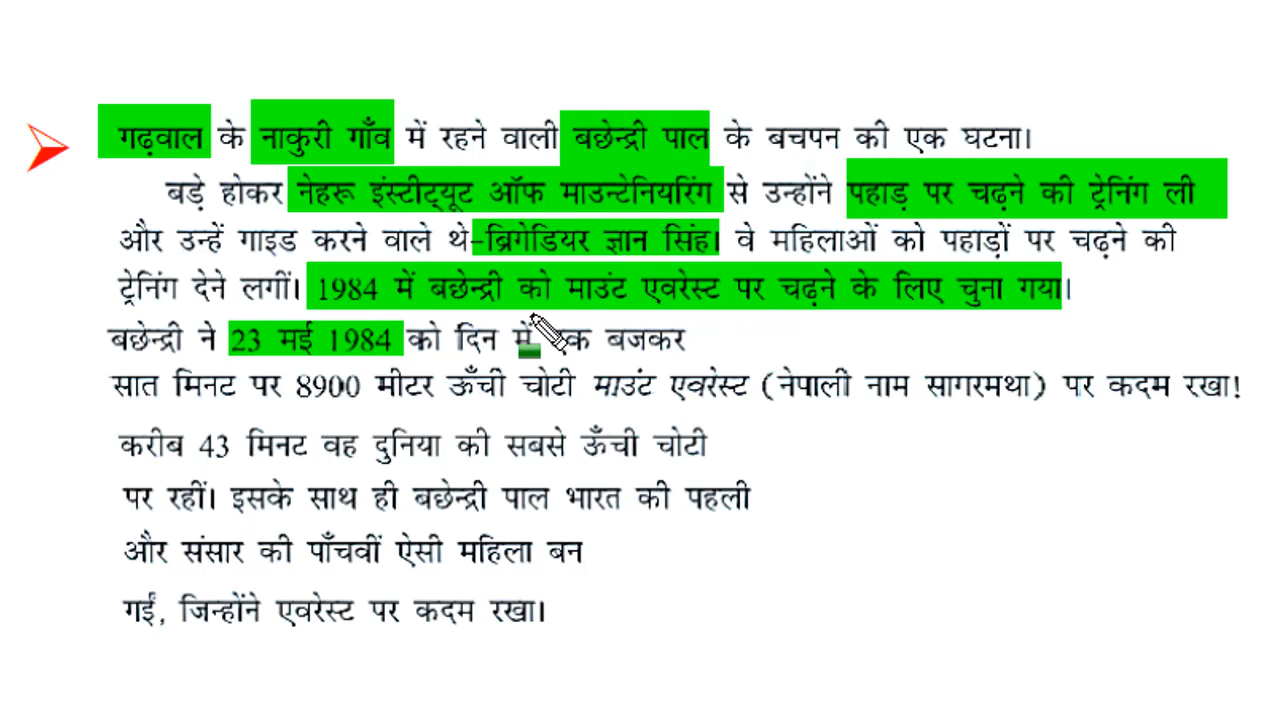 गढ़वाल के नाकुरी गाँव में रहने वाली बछेन्द्री पाल के बचपन की एक घटना।
बड़े होकर नेहरू इंस्टीट्यूट ऑफ माउन्टेनियरिंग से उन्होंने पहाड़ पर चढ़ने की ट्रेनिंग ली
और उन्हें गाइड करने वाले थे-ब्रिगेडियर ज्ञान सिंह। वे महिलाओं को पहाड़ों पर चढ़ने की
ट्रेनिंग देने लगीं। 1984 में बछेन्द्री को माउंट एवरेस्ट पर चढ़ने के लिए चुना गया।
बछेन्द्री ने 23 मई 1984 को दिन में एक बजकर
सात मिनट पर 8900 मीटर ऊँची चोटी माउंट एवरेस्ट (नेपाली नाम सागरमथा) पर कदम रखा!
करीब 43 मिनट वह दुनिया की सबसे ऊँची चोटी
पर रहीं। इसके साथ ही बछेन्द्री पाल भारत की पहली
और संसार की पाँचवीं ऐसी महिला बन
गईं, जिन्होंने एवरेस्ट पर कदम रखा।